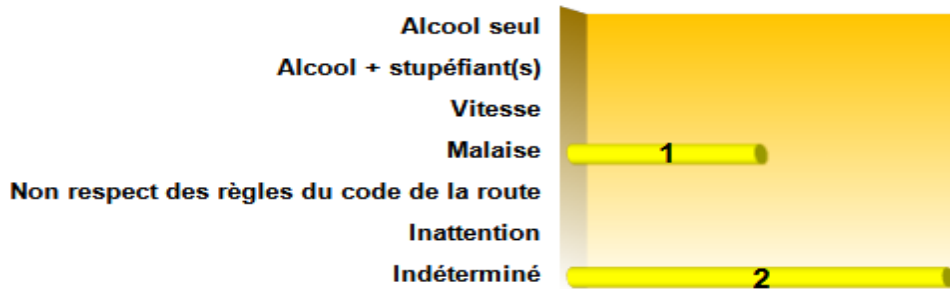 Alcool seul
Alcool + stupéfiant(s)
Vitesse
Malaise 1
Non respect des règles du code de la route
Inattention
Indéterminé 2